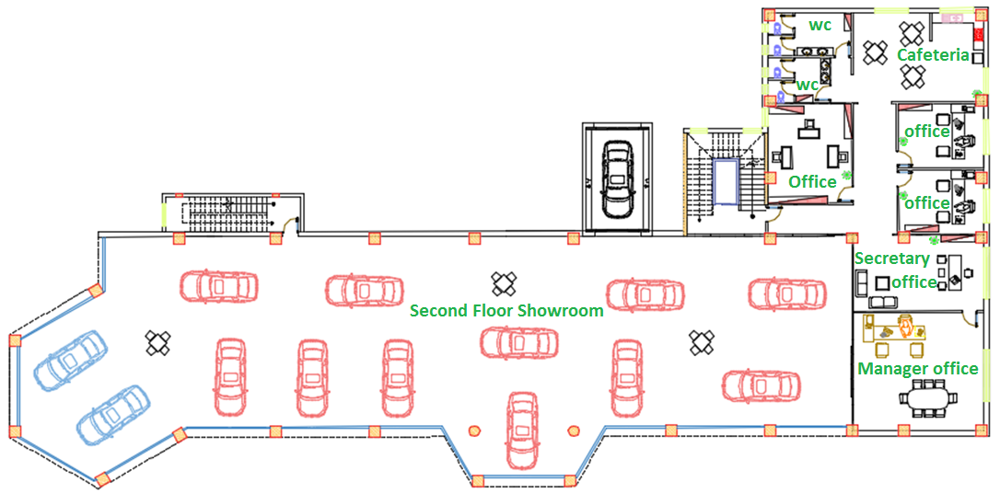 wc
Cafeteria
wc
office
Office
office
Secretary
office
Second Floor Showroom
Manager office